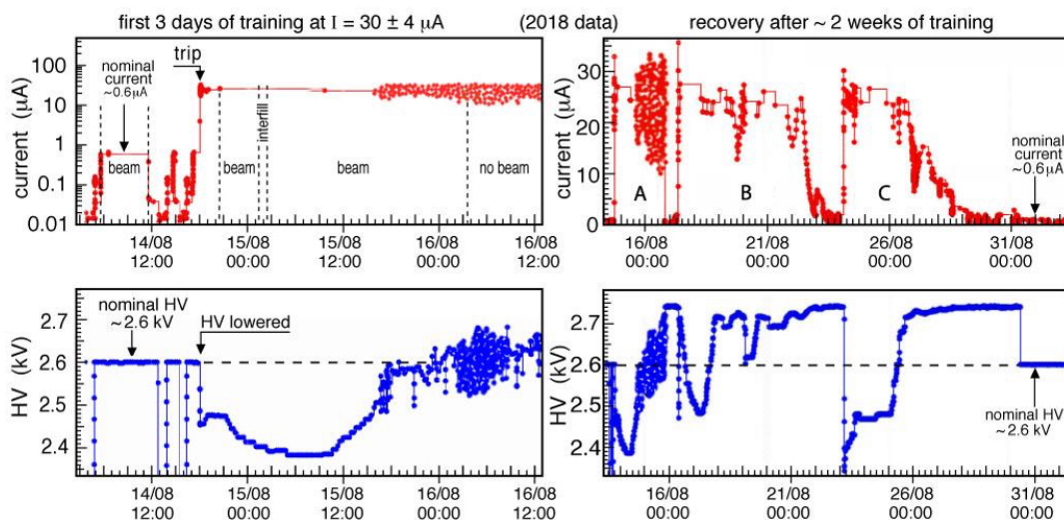 first 3 days of training at I = 30 ± 4 μA
(2018 data)
recovery after ~ 2 weeks of training
current (μA)
100
10
1
0.1
0.01
nominal
current
~0.6μA
trip
beam
beam
interfill
beam
no beam
14/08
12:00
15/08
00:00
15/08
12:00
16/08
00:00
16/08
12:00
current (μA)
30
20
10
0
A
B
C
nominal
current
~0.6μA
16/08
00:00
21/08
00:00
26/08
00:00
31/08
00:00
HV (kV)
2.7
2.6
2.5
2.4
nominal HV
~2.6 kV
HV lowered
14/08
12:00
15/08
00:00
15/08
12:00
16/08
00:00
16/08
12:00
HV (kV)
2.7
2.6
2.5
2.4
nominal HV
~2.6 kV
16/08
00:00
21/08
00:00
26/08
00:00
31/08
00:00